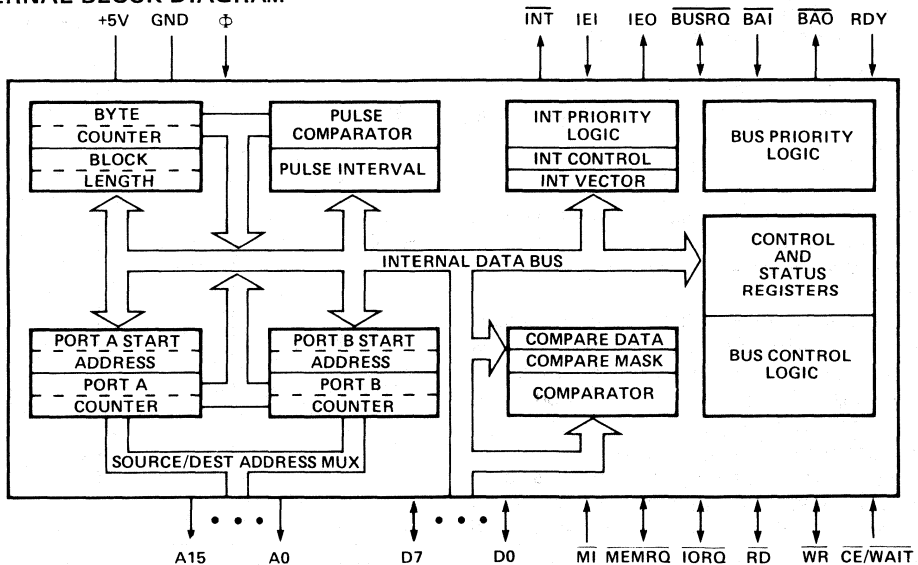 +5V GND Φ INT IEI IEO BUSRQ BAI BAO RDY
BYTE
COUNTER
BLOCK
LENGTH
PULSE
COMPARATOR
PULSE INTERVAL
INT PRIORITY
LOGIC
INT CONTROL
INT VECTOR
BUS PRIORITY
LOGIC
INTERNAL DATA BUS
CONTROL
AND
STATUS
REGISTERS
BUS CONTROL
LOGIC
PORT A START
ADDRESS
PORT A
COUNTER
PORT B START
ADDRESS
PORT B
COUNTER
COMPARE DATA
COMPARE MASK
COMPARATOR
SOURCE/DEST ADDRESS MUX
A15 A0 D7 D0 MI MEMRQ IORQ RD WR CE/WAIT